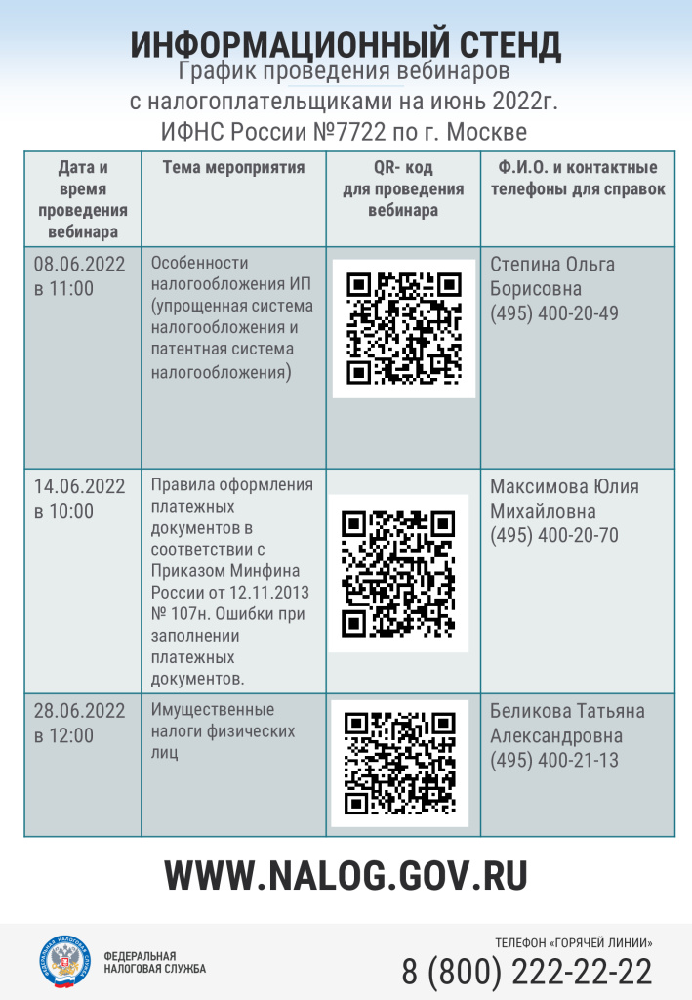 ИНФОРМАЦИОННЫЙ СТЕНД
График проведения вебинаров
с налогоплательщиками на июнь 2022г.
ИФНС России №7722 по г. Москве
Дата и
время
проведения
вебинара
Тема мероприятия
QR- код
для проведения
вебинара
Ф.И.О. и контактные
телефоны для справок
08.06.2022
в 11:00
Особенности
налогообложения ИП
(упрощенная система
налогообложения и
патентная система
налогообложения)
Степина Ольга
Борисовна
(495) 400-20-49
14.06.2022
в 10:00
Правила оформления
платежных
документов в
соответствии с
Приказом Минфина
России от 12.11.2013
№ 107н. Ошибки при
заполнении
платежных
документов.
Максимова Юлия
Михайловна
(495) 400-20-70
28.06.2022
в 12:00
Имущественные
налоги физических
лиц
Беликова Татьяна
Александровна
(495) 400-21-13
WWW.NALOG.GOV.RU
ФЕДЕРАЛЬНАЯ НАЛОГОВАЯ СЛУЖБА
ФЕДЕРАЛЬНАЯ
НАЛОГОВАЯ СЛУЖБА
ТЕЛЕФОН «ГОРЯЧЕЙ ЛИНИИ»
8 (800) 222-22-22